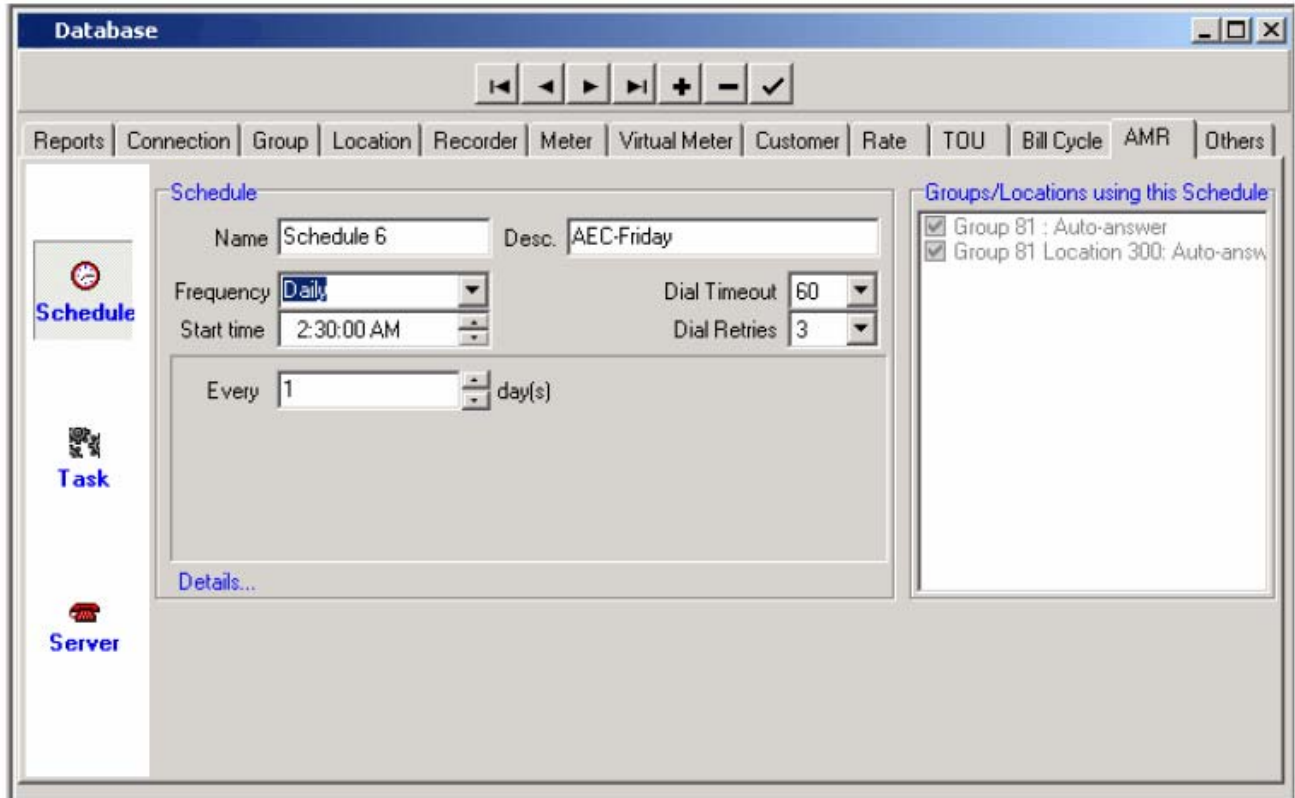 Database
Reports Connection Group Location Recorder Meter Virtual Meter Customer Rate TOU Bill Cycle AMR Others
Schedule
Task
Server
Schedule
Name Schedule 6 Desc. AEC-Friday
Frequency Daily Dial Timeout 60
Start time 2:30:00 AM Dial Retries 3
Every 1 day(s)
Details...
Groups/Locations using this Schedule
Group 81 : Auto-answer
Group 81 Location 300: Auto-answ